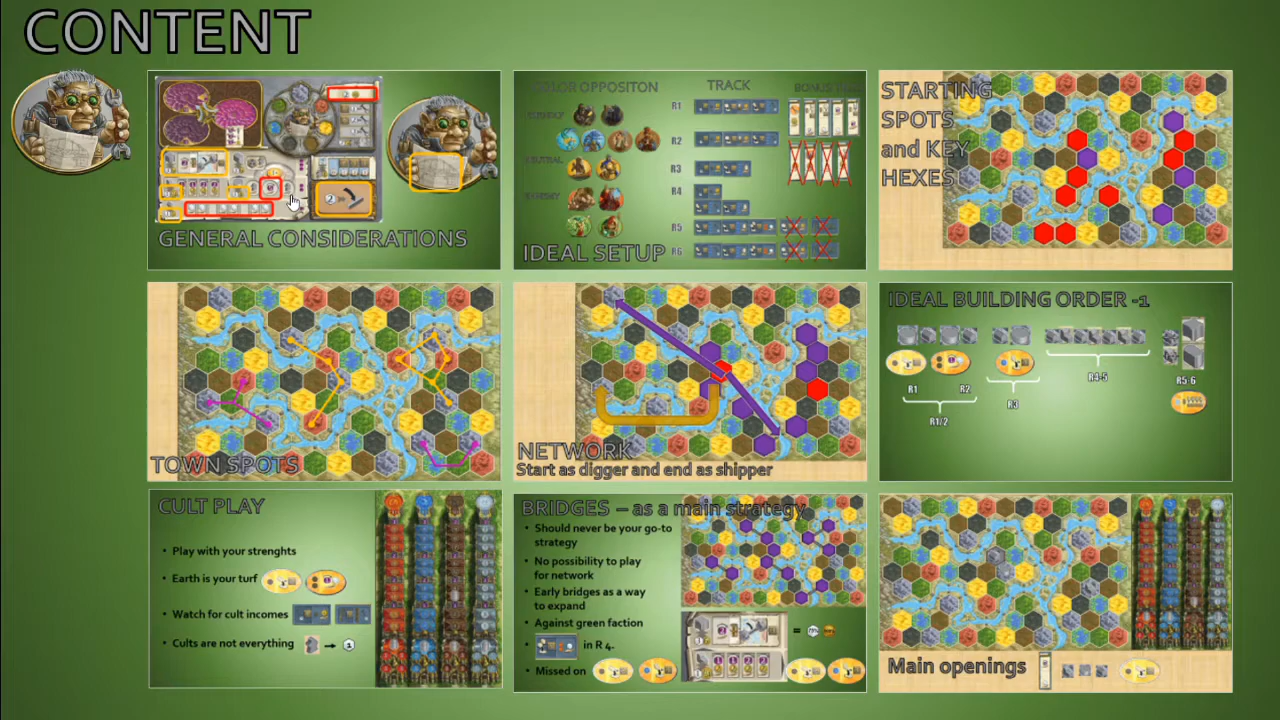 CONTENT
GENERAL CONSIDERATIONS
COLOR OPPOSITON
TRACK
R1
R2
R3
R4
R5
R6
IDEAL SETUP
STARTING
SPOTS
and KEY
HEXES
TOWN SPOTS
NETWORK
Start as digger and end as shipper
IDEAL BUILDING ORDER -1
R1
R2
R1/2
R3
R4-5
R5-6
CULT PLAY
• Play with your strenghts
• Earth is your turf
• Watch for cult incomes
• Cults are not everything
BRIDGES – as a main strategy
• Should never be your go-to
strategy
• No possibility to play
for network
• Early bridges as a way
to expand
• Against green faction
• in R 4.
• Missed on
=
Main openings